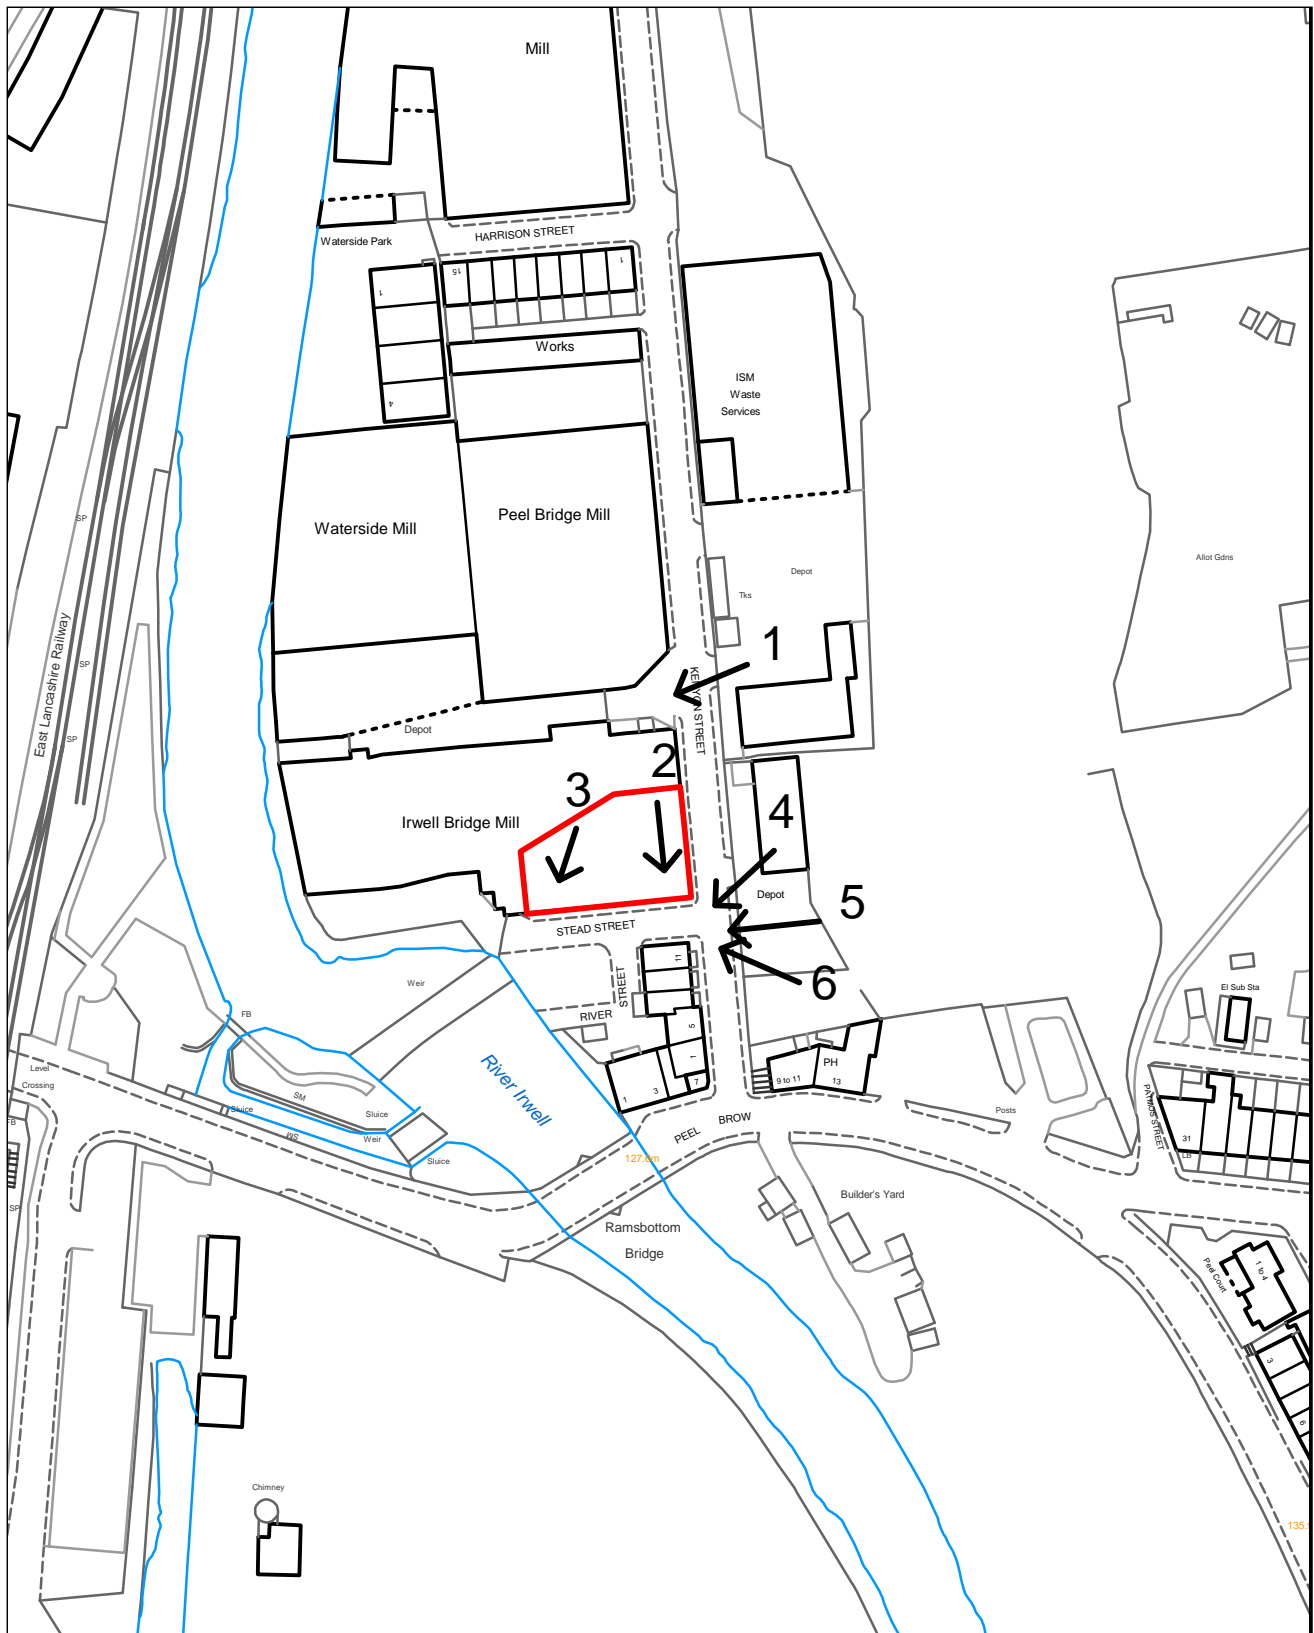 Mill
HARRISON STREET
Waterside Park
15
1
1
4
Works
ISM
Waste
Services
Peel Bridge Mill
Waterside Mill
SP
Allot Gdns
Depot
Tks
East Lancashire Railway
SP
SP
1
KENYON STREET
Depot
2
3
4
Irwell Bridge Mill
Depot
5
STEAD STREET
11
6
Weir
STREET
RIVER
El Sub Sta
FB
5
Level
Crossing
River Irwell
1
PH
7
9 to 11
13
1
3
SM
Sluice
Sluice
Weir
Sluice
SM
FB
PEEL BROW
Posts
PATMOS STREET
31
LB
127.6m
SP
Builder's Yard
Ramsbottom
Bridge
Peel Court
1 to 4
3
6
Chimney